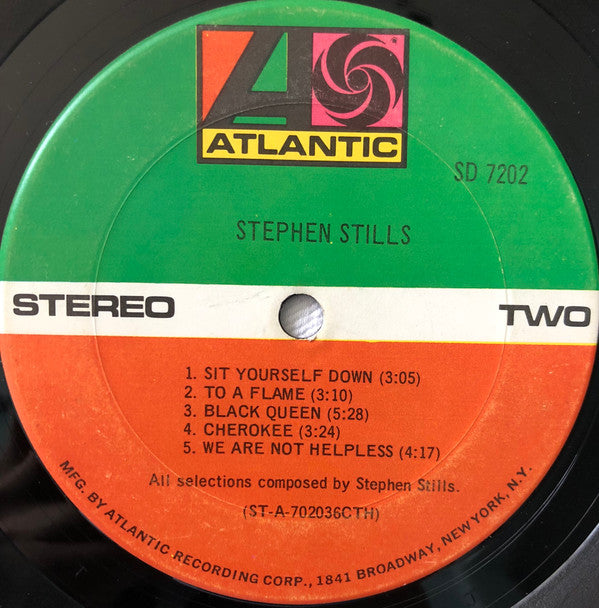 ATLANTIC
SD 7202
STEPHEN STILLS
STEREO
TWO
1. SIT YOURSELF DOWN (3:05)
2. TO A FLAME (3:10)
3. BLACK QUEEN (5:28)
4. CHEROKEE (3:24)
5. WE ARE NOT HELPLESS (4:17)
All selections composed by Stephen Stills.
(ST-A-702036CTH)
MFG. BY ATLANTIC RECORDING CORP., 1841 BROADWAY, NEW YORK, N.Y.